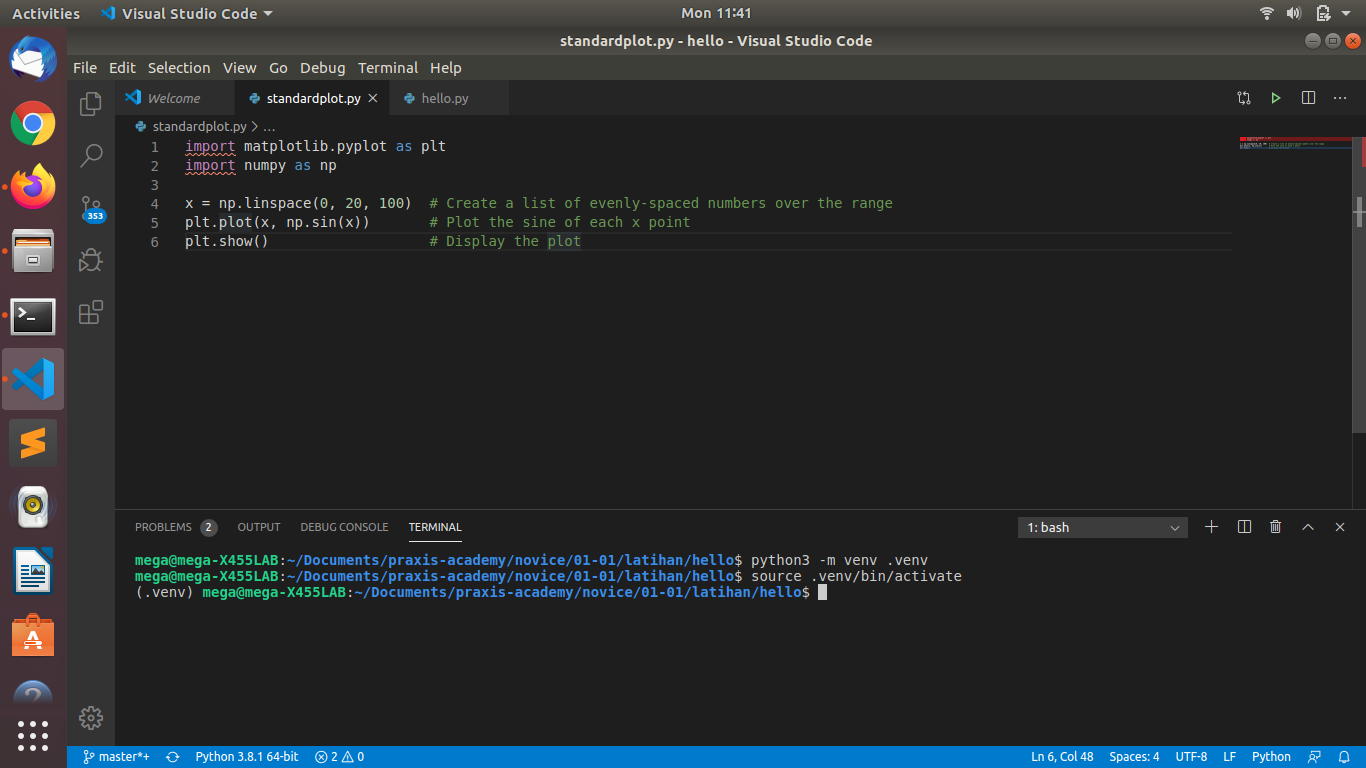 Activities Visual Studio Code Mon 11:41
standardplot.py - hello - Visual Studio Code
File Edit Selection View Go Debug Terminal Help
Welcome standardplot.py hello.py
standardplot.py > ...
1 import matplotlib.pyplot as plt
2 import numpy as np
3
4 x = np.linspace(0, 20, 100)  # Create a list of evenly-spaced numbers over the range
5 plt.plot(x, np.sin(x))       # Plot the sine of each x point
6 plt.show()                   # Display the plot
353
PROBLEMS 2 OUTPUT DEBUG CONSOLE TERMINAL 1: bash
mega@mega-X455LAB:~/Documents/praxis-academy/novice/01-01/latihan/hello$ python3 -m venv .venv
mega@mega-X455LAB:~/Documents/praxis-academy/novice/01-01/latihan/hello$ source .venv/bin/activate
(.venv) mega@mega-X455LAB:~/Documents/praxis-academy/novice/01-01/latihan/hello$
master*+ Python 3.8.1 64-bit 2 0 Ln 6, Col 48 Spaces: 4 UTF-8 LF Python